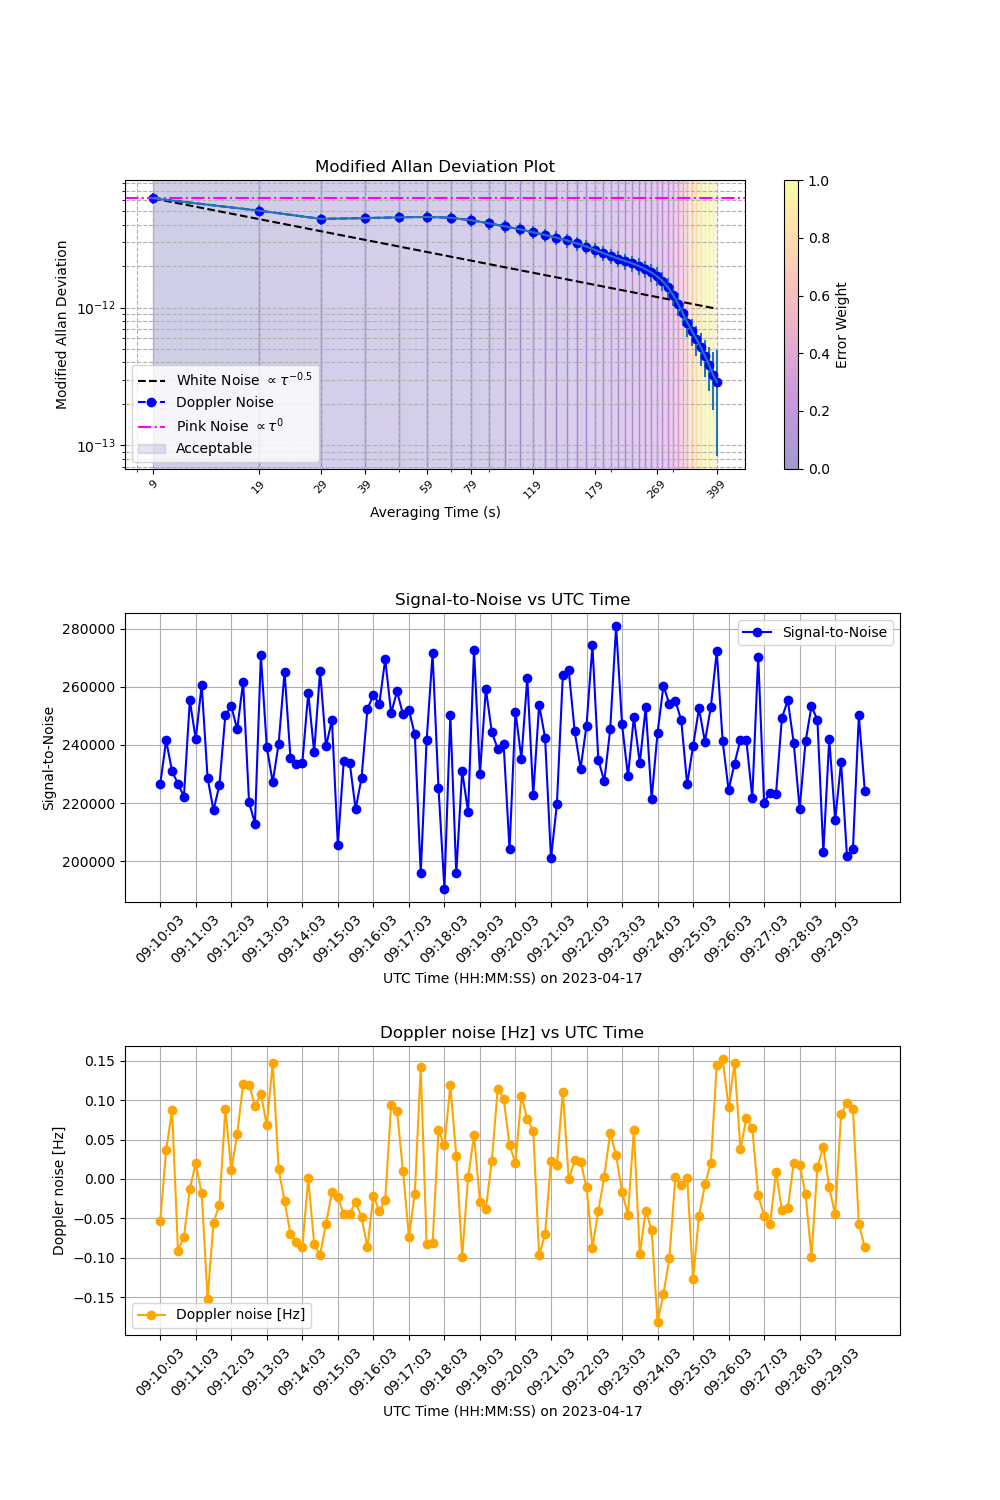 Modified Allan Deviation Plot
Modified Allan Deviation
10⁻¹²
10⁻¹³
White Noise ∝ τ⁻⁰·⁵
Doppler Noise
Pink Noise ∝ τ⁰
Acceptable
9 19 29 39 59 79 119 179 269 399
Averaging Time (s)
1.0
0.8
0.6
0.4
0.2
0.0
Error Weight
Signal-to-Noise vs UTC Time
Signal-to-Noise
280000
260000
240000
220000
200000
Signal-to-Noise
09:10:03 09:11:03 09:12:03 09:13:03 09:14:03 09:15:03 09:16:03 09:17:03 09:18:03 09:19:03 09:20:03 09:21:03 09:22:03 09:23:03 09:24:03 09:25:03 09:26:03 09:27:03 09:28:03 09:29:03
UTC Time (HH:MM:SS) on 2023-04-17
Doppler noise [Hz] vs UTC Time
Doppler noise [Hz]
0.15
0.10
0.05
0.00
−0.05
−0.10
−0.15
Doppler noise [Hz]
09:10:03 09:11:03 09:12:03 09:13:03 09:14:03 09:15:03 09:16:03 09:17:03 09:18:03 09:19:03 09:20:03 09:21:03 09:22:03 09:23:03 09:24:03 09:25:03 09:26:03 09:27:03 09:28:03 09:29:03
UTC Time (HH:MM:SS) on 2023-04-17